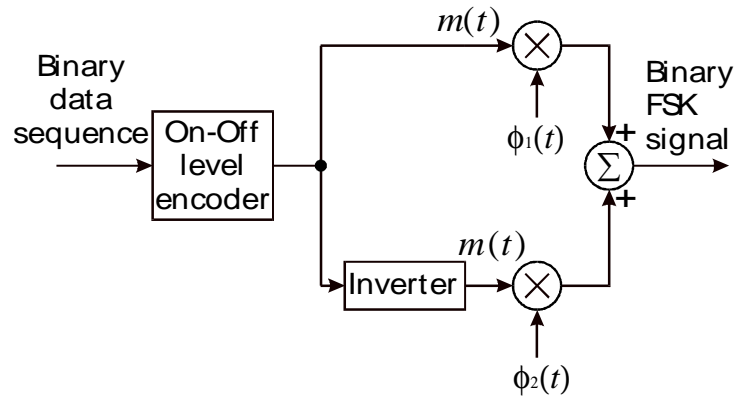 Binary
data
sequence
On-Off
level
encoder
m(t)
×
ϕ₁(t)
Binary
FSK
signal
+
Σ
+
Inverter
m(t)
×
ϕ₂(t)